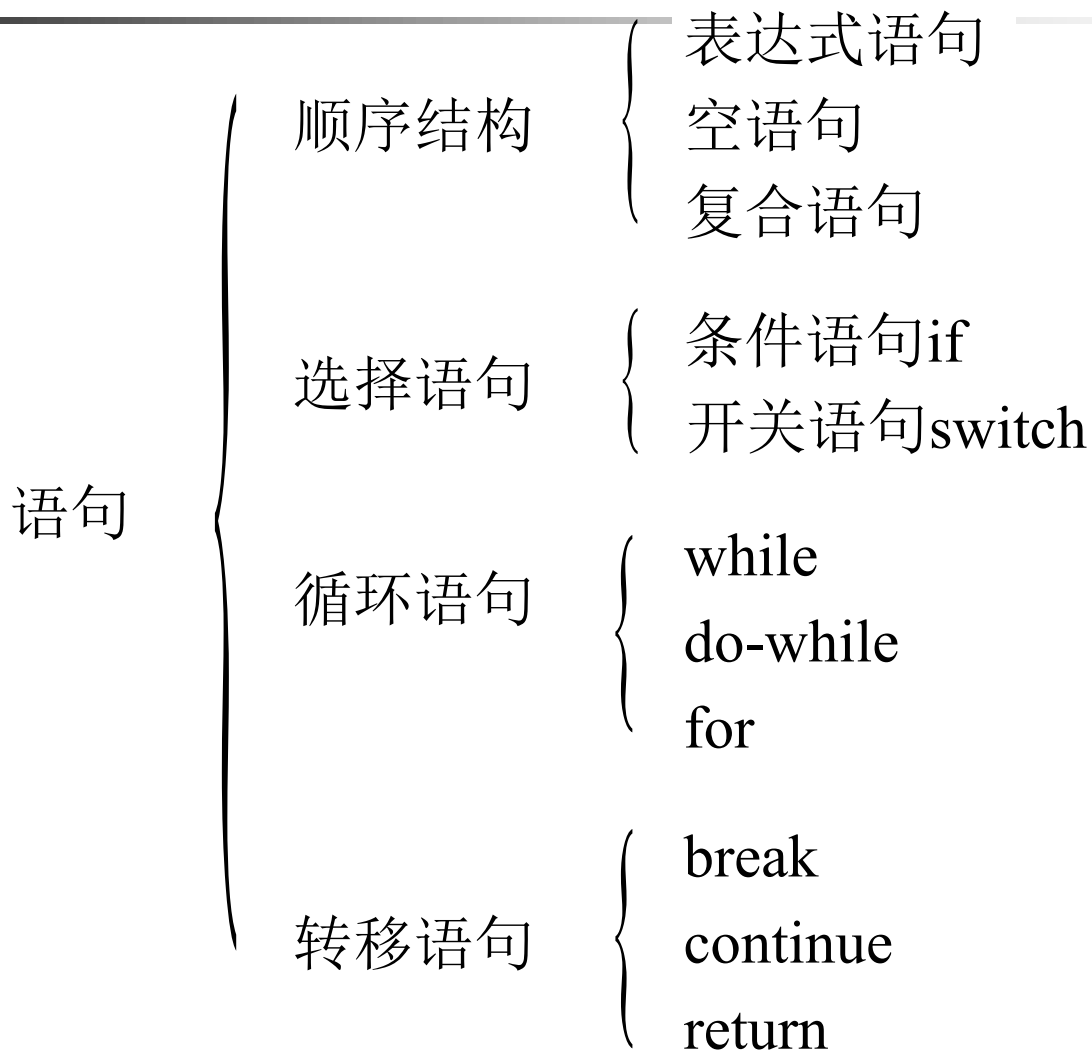 语句
顺序结构
表达式语句
空语句
复合语句
选择语句
条件语句if
开关语句switch
循环语句
while
do-while
for
转移语句
break
continue
return